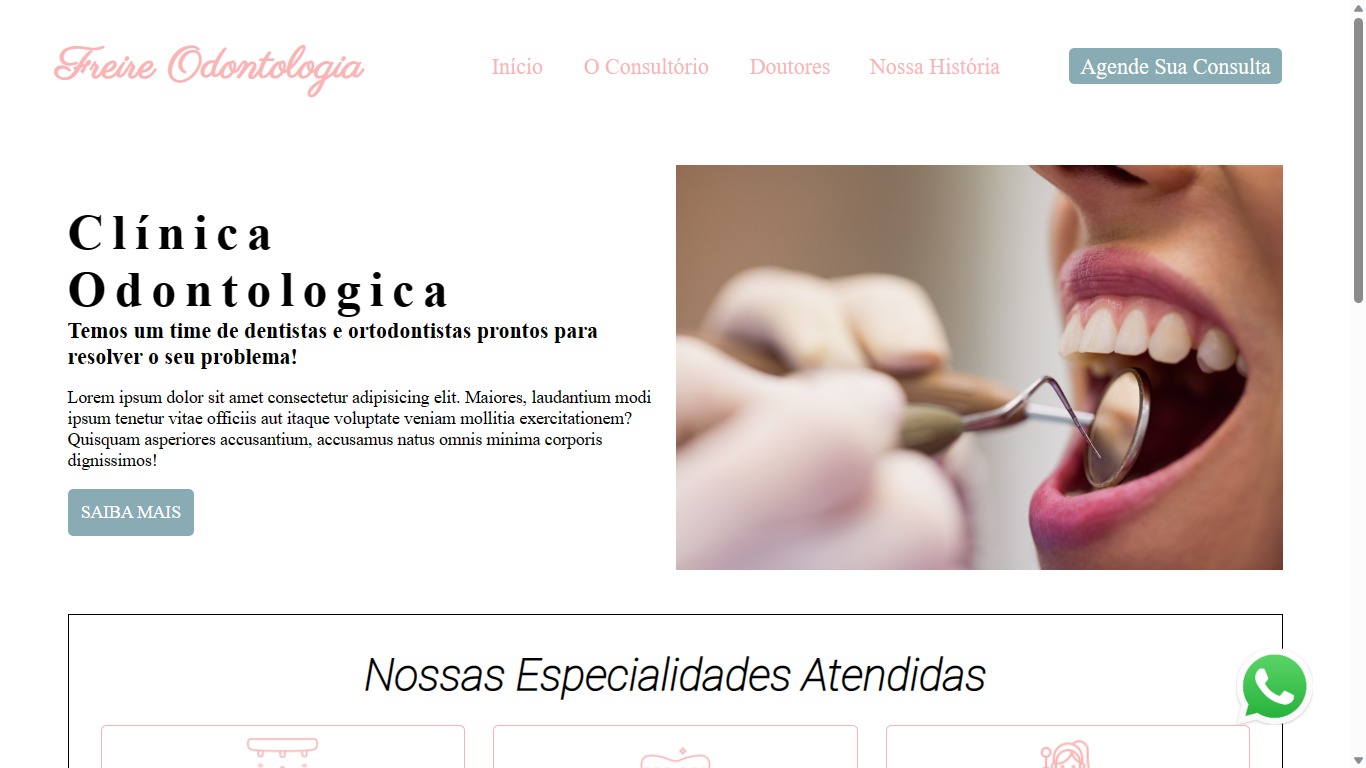 Freire Odontologia
Início
O Consultório
Doutores
Nossa História
Agende Sua Consulta
Clínica
Odontologica
Temos um time de dentistas e ortodontistas prontos para
resolver o seu problema!
Lorem ipsum dolor sit amet consectetur adipisicing elit. Maiores, laudantium modi
ipsum tenetur vitae officiis aut itaque voluptate veniam mollitia exercitationem?
Quisquam asperiores accusantium, accusamus natus omnis minima corporis
dignissimos!
SAIBA MAIS
Nossas Especialidades Atendidas